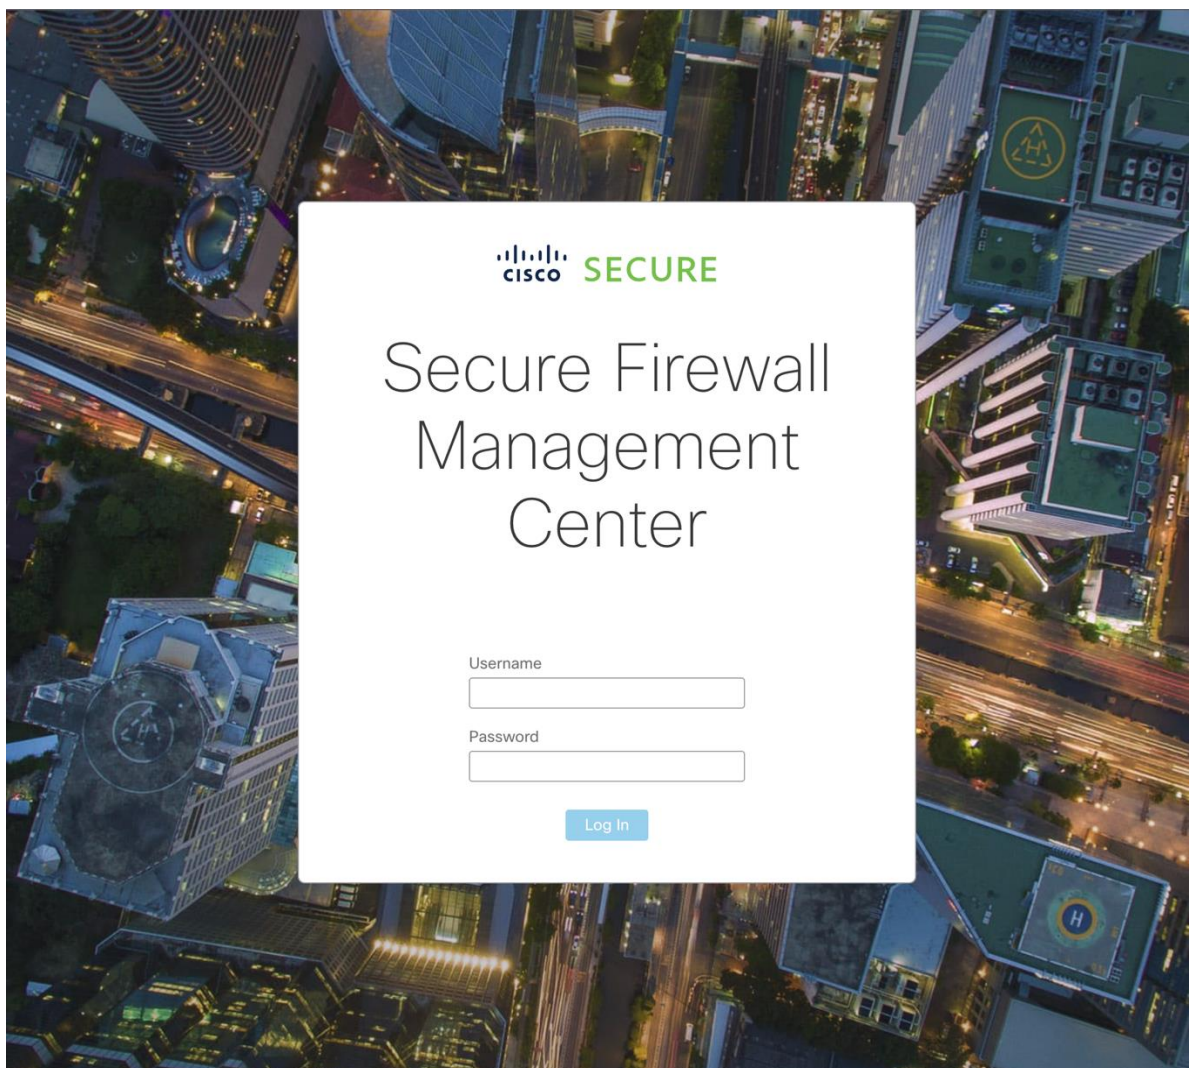 cisco SECURE
Secure Firewall
Management
Center
Username
Password
Log In
H
H